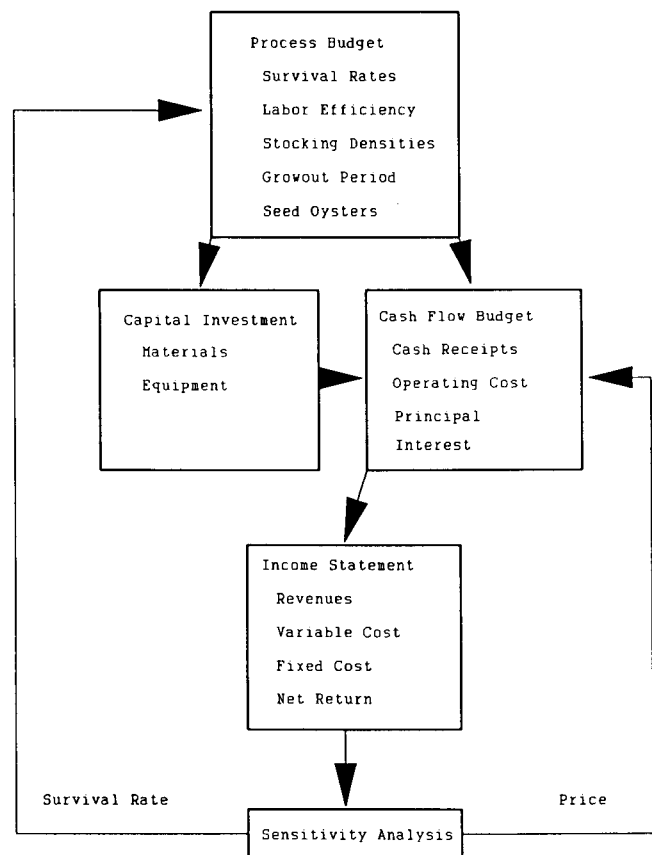 Process Budget
Survival Rates
Labor Efficiency
Stocking Densities
Growout Period
Seed Oysters
Capital Investment
Materials
Equipment
Cash Flow Budget
Cash Receipts
Operating Cost
Principal
Interest
Income Statement
Revenues
Variable Cost
Fixed Cost
Net Return
Survival Rate
Price
Sensitivity Analysis